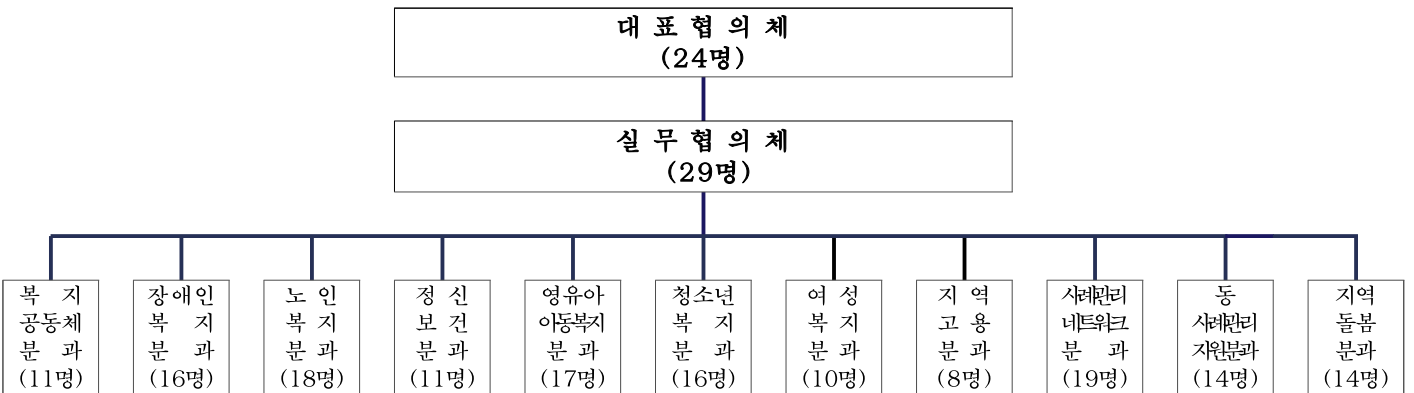 대 표 협 의 체
(24명)
실 무 협 의 체
(29명)
복 지
공동체
분 과
(11명)
장애인
복 지
분 과
(16명)
노 인
복 지
분 과
(18명)
정 신
보 건
분 과
(11명)
영유아
아동복지
분 과
(17명)
청소년
복 지
분 과
(16명)
여 성
복 지
분 과
(10명)
지 역
고 용
분 과
(8명)
사례관리
네트워크
분 과
(19명)
동
사례관리
지원분과
(14명)
지역
돌봄
분과
(14명)